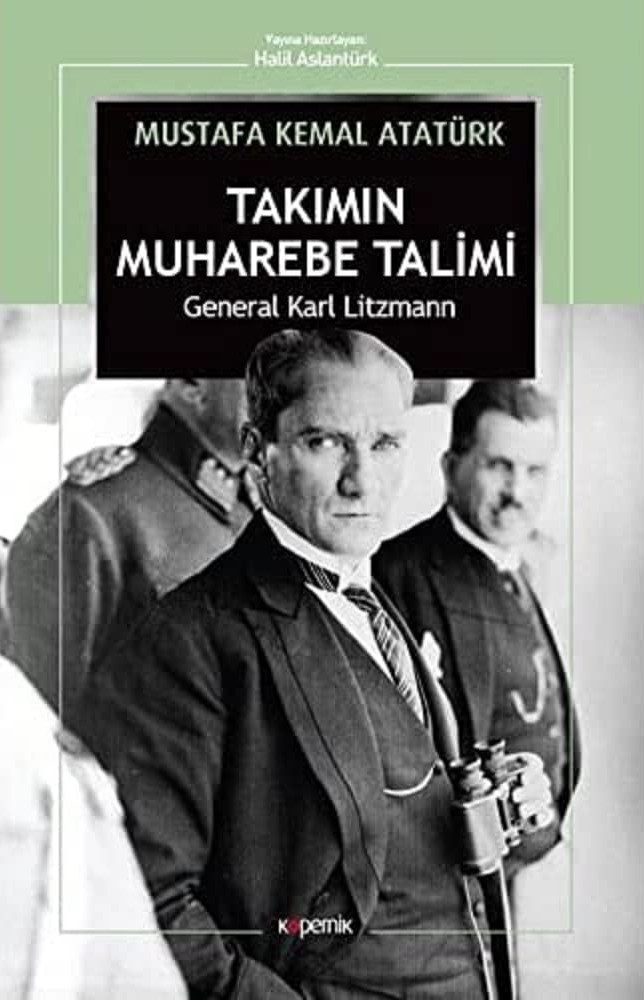 Yayına Hazırlayan:
Halil Aslantürk
MUSTAFA KEMAL ATATÜRK
TAKIMIN
MUHAREBE TALİMİ
General Karl Litzmann
kopernik